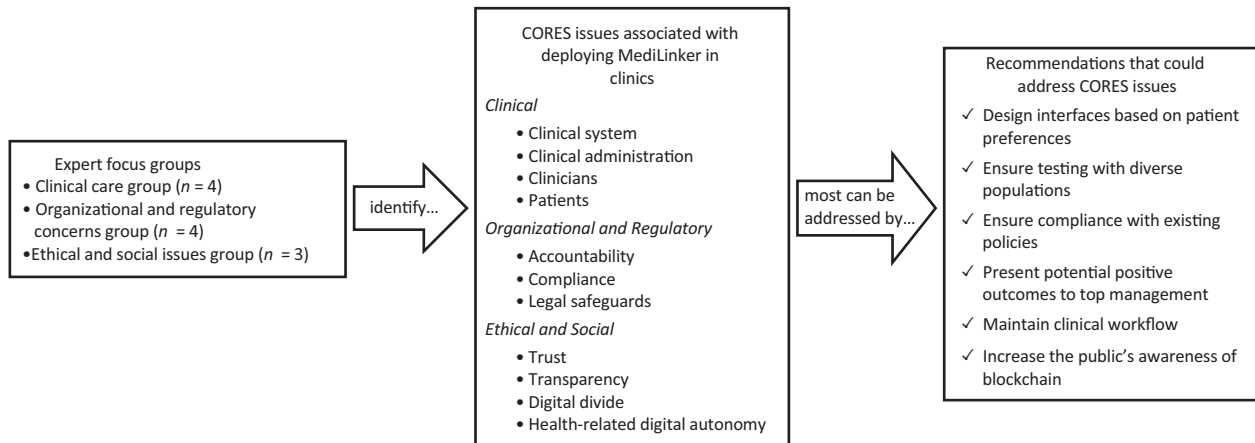 Expert focus groups
• Clinical care group (n = 4)
• Organizational and regulatory
concerns group (n = 4)
•Ethical and social issues group (n = 3)
identify...
CORES issues associated with
deploying MediLinker in
clinics
Clinical
• Clinical system
• Clinical administration
• Clinicians
• Patients
Organizational and Regulatory
• Accountability
• Compliance
• Legal safeguards
Ethical and Social
• Trust
• Transparency
• Digital divide
• Health-related digital autonomy
most can be
addressed by...
Recommendations that could
address CORES issues
✓ Design interfaces based on patient
preferences
✓ Ensure testing with diverse
populations
✓ Ensure compliance with existing
policies
✓ Present potential positive
outcomes to top management
✓ Maintain clinical workflow
✓ Increase the public's awareness of
blockchain